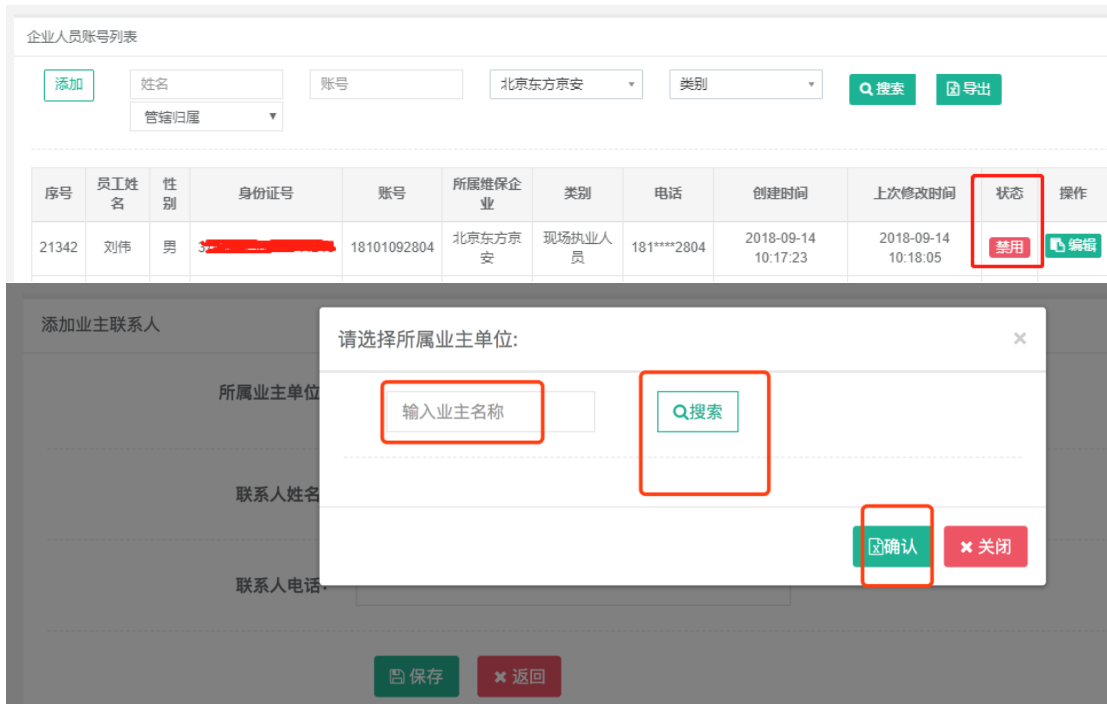 企业人员账号列表
添加 姓名 账号 北京东方京安 类别 搜索 导出
管辖归属
序号 员工姓名 性别 身份证号 账号 所属维保企业 类别 电话 创建时间 上次修改时间 状态 操作
21342 刘伟 男 18101092804 北京东方京安 现场执业人员 181****2804 2018-09-14 10:17:23 2018-09-14 10:18:05 禁用 编辑
添加业主联系人
请选择所属业主单位: ×
所属业主单位
输入业主名称 搜索
联系人姓名
确认 关闭
联系人电话:
保存 返回